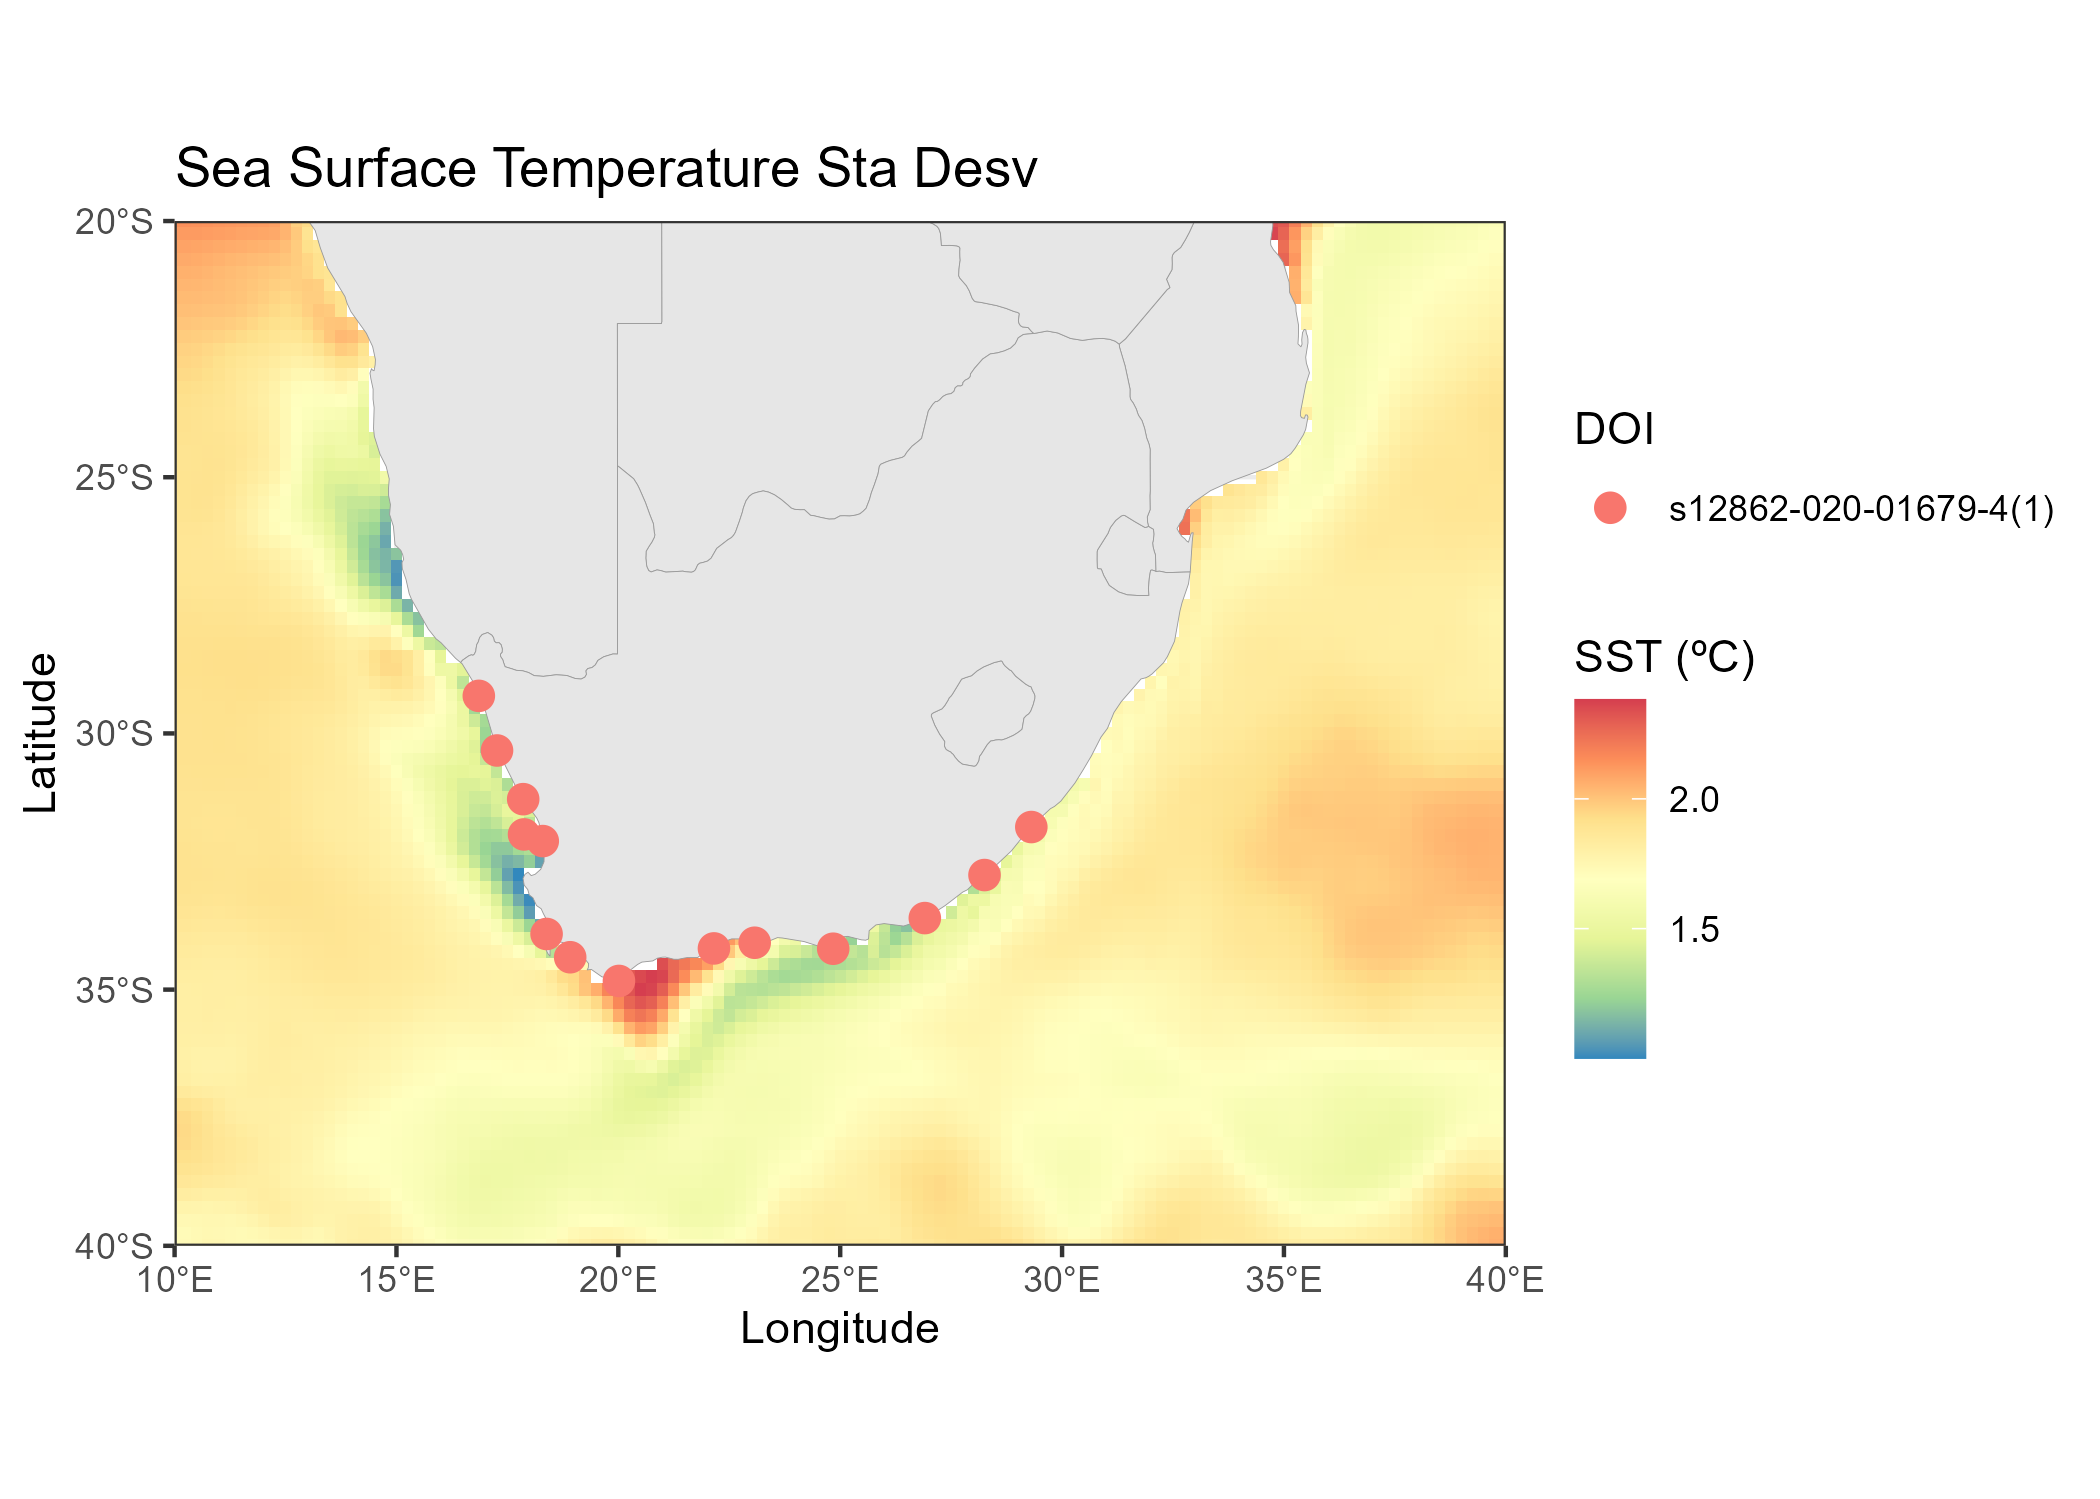 Sea Surface Temperature Sta Desv
20°S
25°S
30°S
35°S
40°S
Latitude
10°E
15°E
20°E
25°E
30°E
35°E
40°E
Longitude
DOI
s12862-020-01679-4(1)
SST (ºC)
2.0
1.5